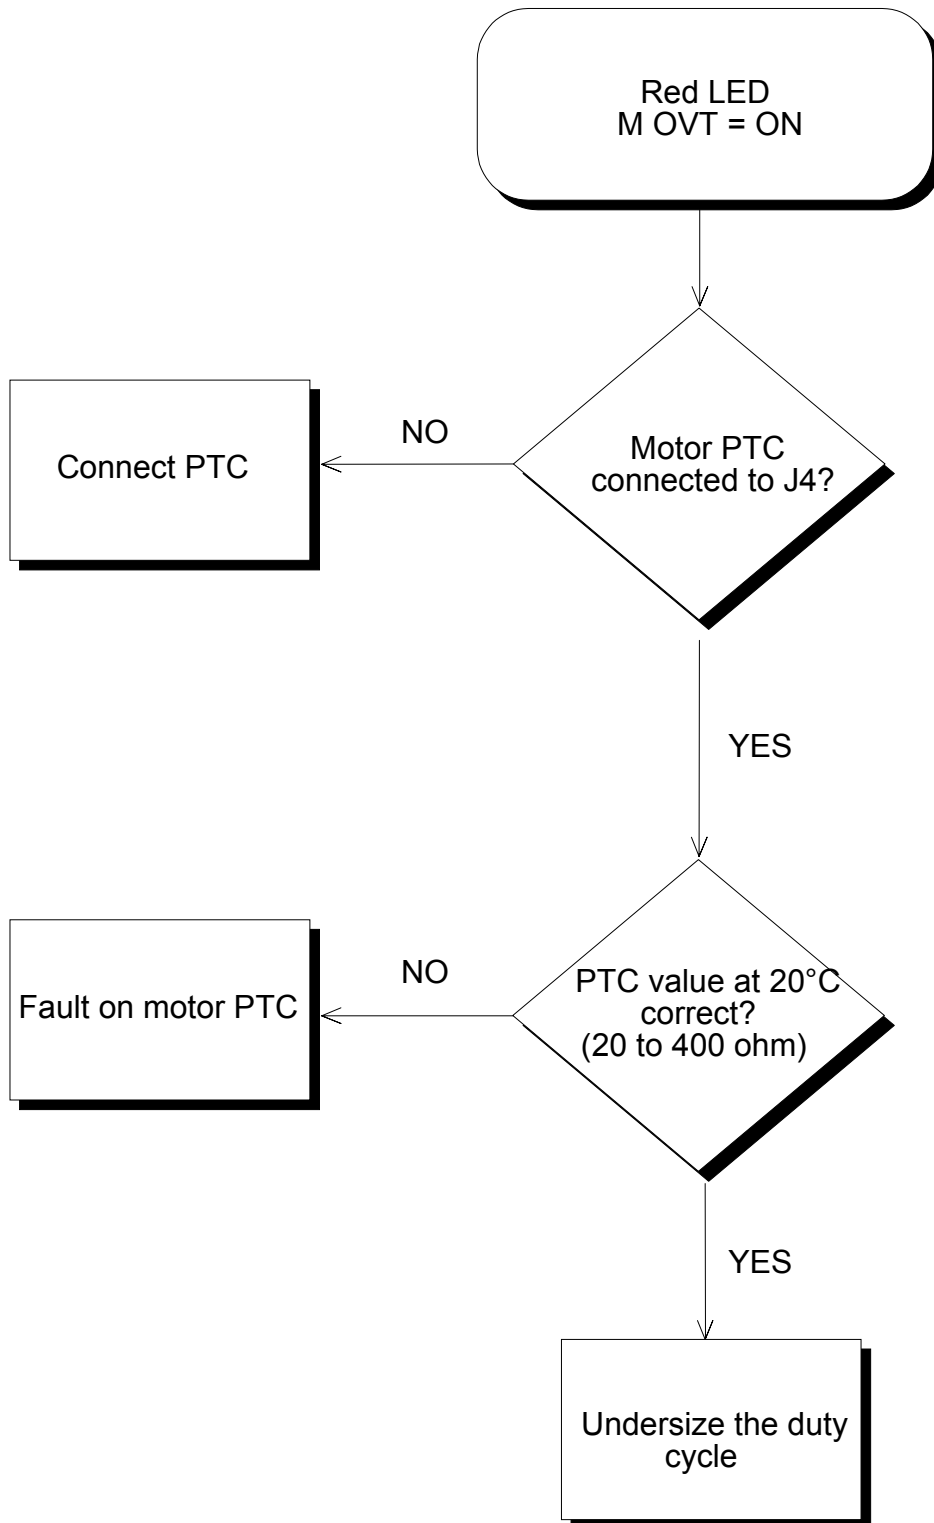 Red LED
M OVT = ON
NO
Motor PTC
connected to J4?
Connect PTC
YES
NO
PTC value at 20°C
correct?
(20 to 400 ohm)
Fault on motor PTC
YES
Undersize the duty
cycle